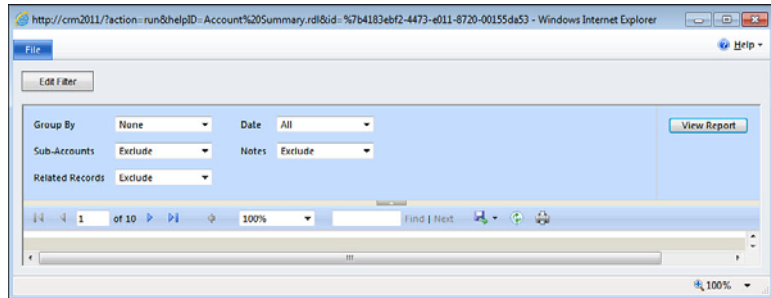 http://crm2011/?action=run&helpID=Account%20Summary.rdl&id=%7b4183ebf2-4473-e011-8720-00155da53 - Windows Internet Explorer
File Help
Edit Filter
Group By None Date All View Report
Sub-Accounts Exclude Notes Exclude
Related Records Exclude
1 of 10 100% Find | Next
100%